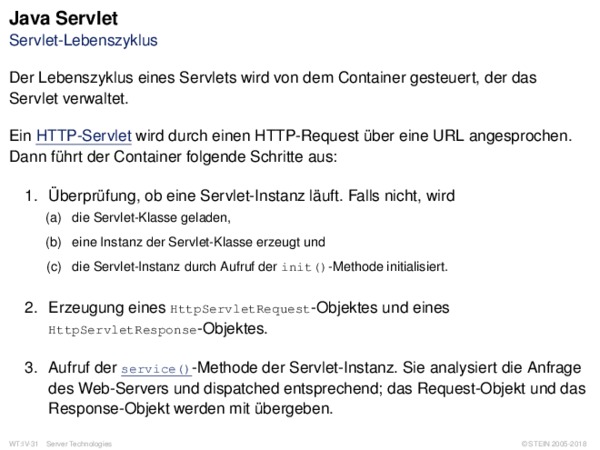 Java Servlet
Servlet-Lebenszyklus
Der Lebenszyklus eines Servlets wird von dem Container gesteuert, der das
Servlet verwaltet.
Ein HTTP-Servlet wird durch einen HTTP-Request über eine URL angesprochen.
Dann führt der Container folgende Schritte aus:
1. Überprüfung, ob eine Servlet-Instanz läuft. Falls nicht, wird
(a) die Servlet-Klasse geladen,
(b) eine Instanz der Servlet-Klasse erzeugt und
(c) die Servlet-Instanz durch Aufruf der init()-Methode initialisiert.
2. Erzeugung eines HttpServletRequest-Objektes und eines
HttpServletResponse-Objektes.
3. Aufruf der service()-Methode der Servlet-Instanz. Sie analysiert die Anfrage
des Web-Servers und dispatched entsprechend; das Request-Objekt und das
Response-Objekt werden mit übergeben.
WT:IV-31 Server Technologies © STEIN 2005-2018